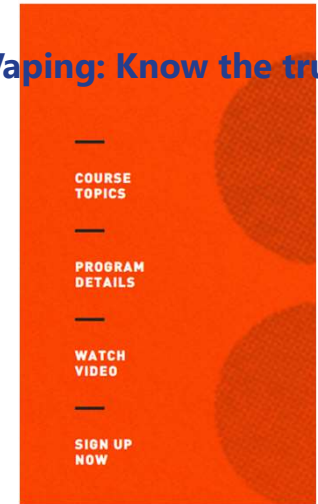 Vaping: Know the tru
COURSE
TOPICS
PROGRAM
DETAILS
WATCH
VIDEO
SIGN UP
NOW